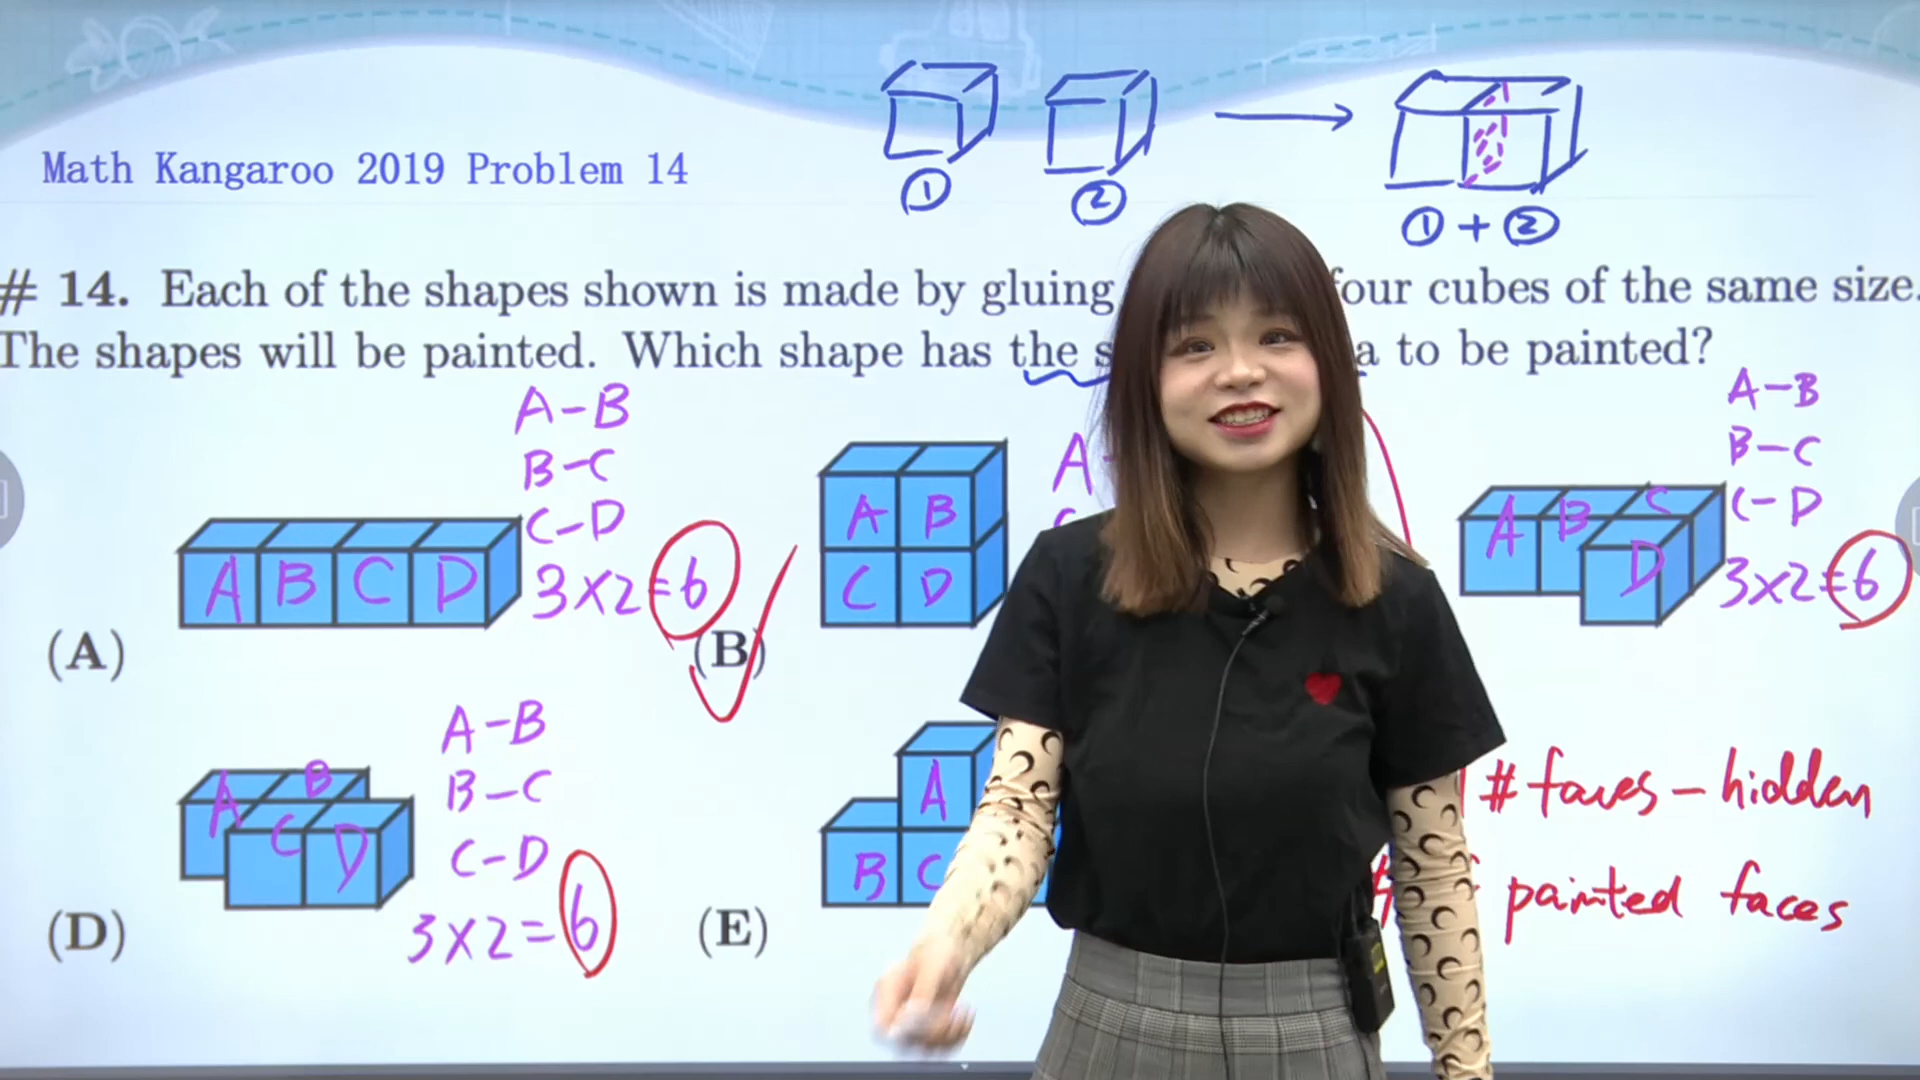 ① ② ① + ②
Math Kangaroo 2019 Problem 14
# 14. Each of the shapes shown is made by gluing four cubes of the same size.
The shapes will be painted. Which shape has the s a to be painted?
A-B
B-C
C-D
3×2=6
A B C D
(A)
A
A B
C D
(B)
A-B
B-C
C-D
3×2=6
A B C
D
A-B
B-C
C-D
3×2=6
A B
C D
(D)
A
B C
(E)
# faces - hidden
painted faces